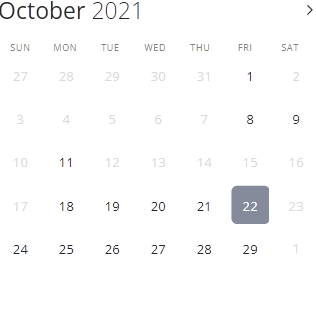 October 2021
SUN MON TUE WED THU FRI SAT
27 28 29 30 31 1 2
3 4 5 6 7 8 9
10 11 12 13 14 15 16
17 18 19 20 21 22 23
24 25 26 27 28 29 1